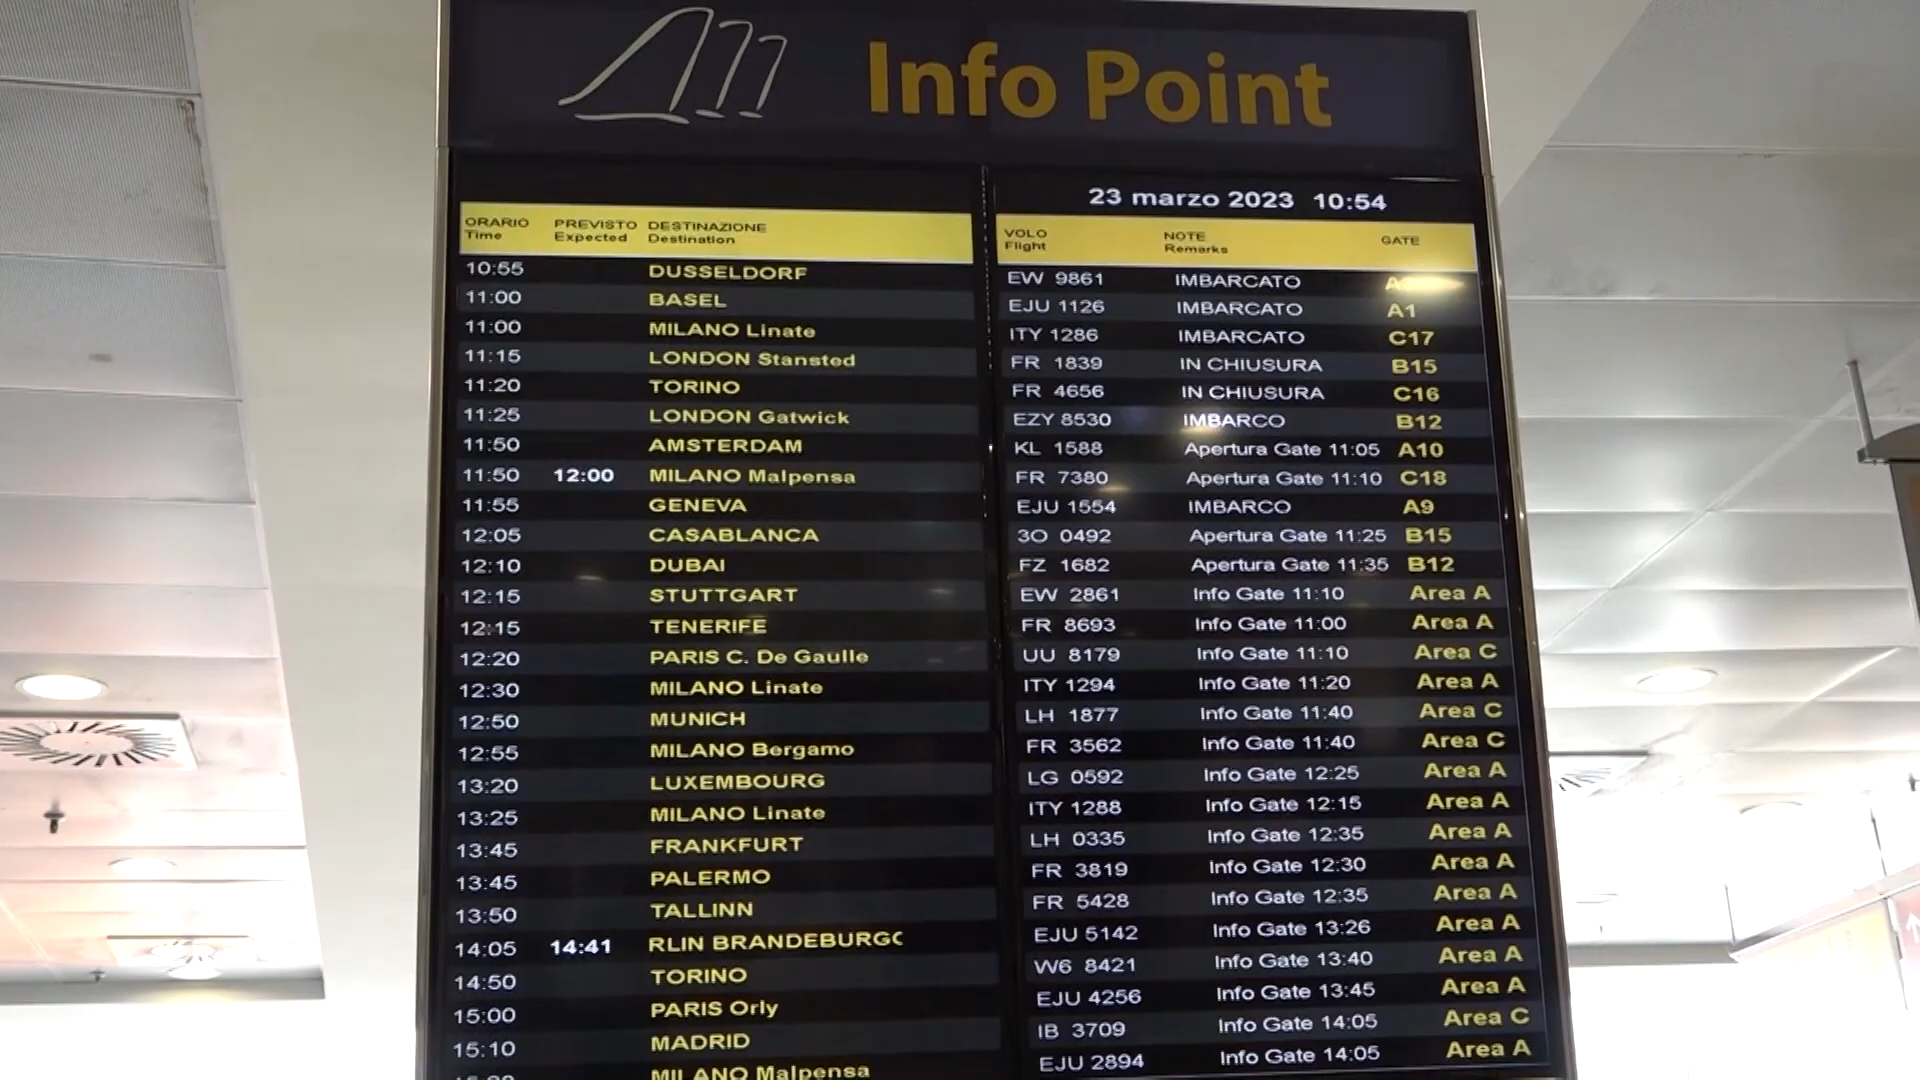 Info Point
23 marzo 2023 10:54
ORARIO PREVISTO DESTINAZIONE VOLO NOTE GATE
Time Expected Destination Flight Remarks
10:55 DUSSELDORF EW 9861 IMBARCATO
11:00 BASEL EJU 1126 IMBARCATO A1
11:00 MILANO Linate ITY 1286 IMBARCATO C17
11:15 LONDON Stansted FR 1839 IN CHIUSURA B15
11:20 TORINO FR 4656 IN CHIUSURA C16
11:25 LONDON Gatwick EZY 8530 IMBARCO B12
11:50 AMSTERDAM KL 1588 Apertura Gate 11:05 A10
11:50 12:00 MILANO Malpensa FR 7380 Apertura Gate 11:10 C18
11:55 GENEVA EJU 1554 IMBARCO A9
12:05 CASABLANCA 3O 0492 Apertura Gate 11:25 B15
12:10 DUBAI FZ 1682 Apertura Gate 11:35 B12
12:15 STUTTGART EW 2861 Info Gate 11:10 Area A
12:15 TENERIFE FR 8693 Info Gate 11:00 Area A
12:20 PARIS C. De Gaulle UU 8179 Info Gate 11:10 Area C
12:30 MILANO Linate ITY 1294 Info Gate 11:20 Area A
12:50 MUNICH LH 1877 Info Gate 11:40 Area C
12:55 MILANO Bergamo FR 3562 Info Gate 11:40 Area C
13:20 LUXEMBOURG LG 0592 Info Gate 12:25 Area A
13:25 MILANO Linate ITY 1288 Info Gate 12:15 Area A
13:45 FRANKFURT LH 0335 Info Gate 12:35 Area A
13:45 PALERMO FR 3819 Info Gate 12:30 Area A
13:50 TALLINN FR 5428 Info Gate 12:35 Area A
14:05 14:41 RLIN BRANDEBURGO EJU 5142 Info Gate 13:26 Area A
14:50 TORINO W6 8421 Info Gate 13:40 Area A
15:00 PARIS Orly EJU 4256 Info Gate 13:45 Area A
15:10 MADRID IB 3709 Info Gate 14:05 Area C
MILANO Malpensa EJU 2894 Info Gate 14:05 Area A